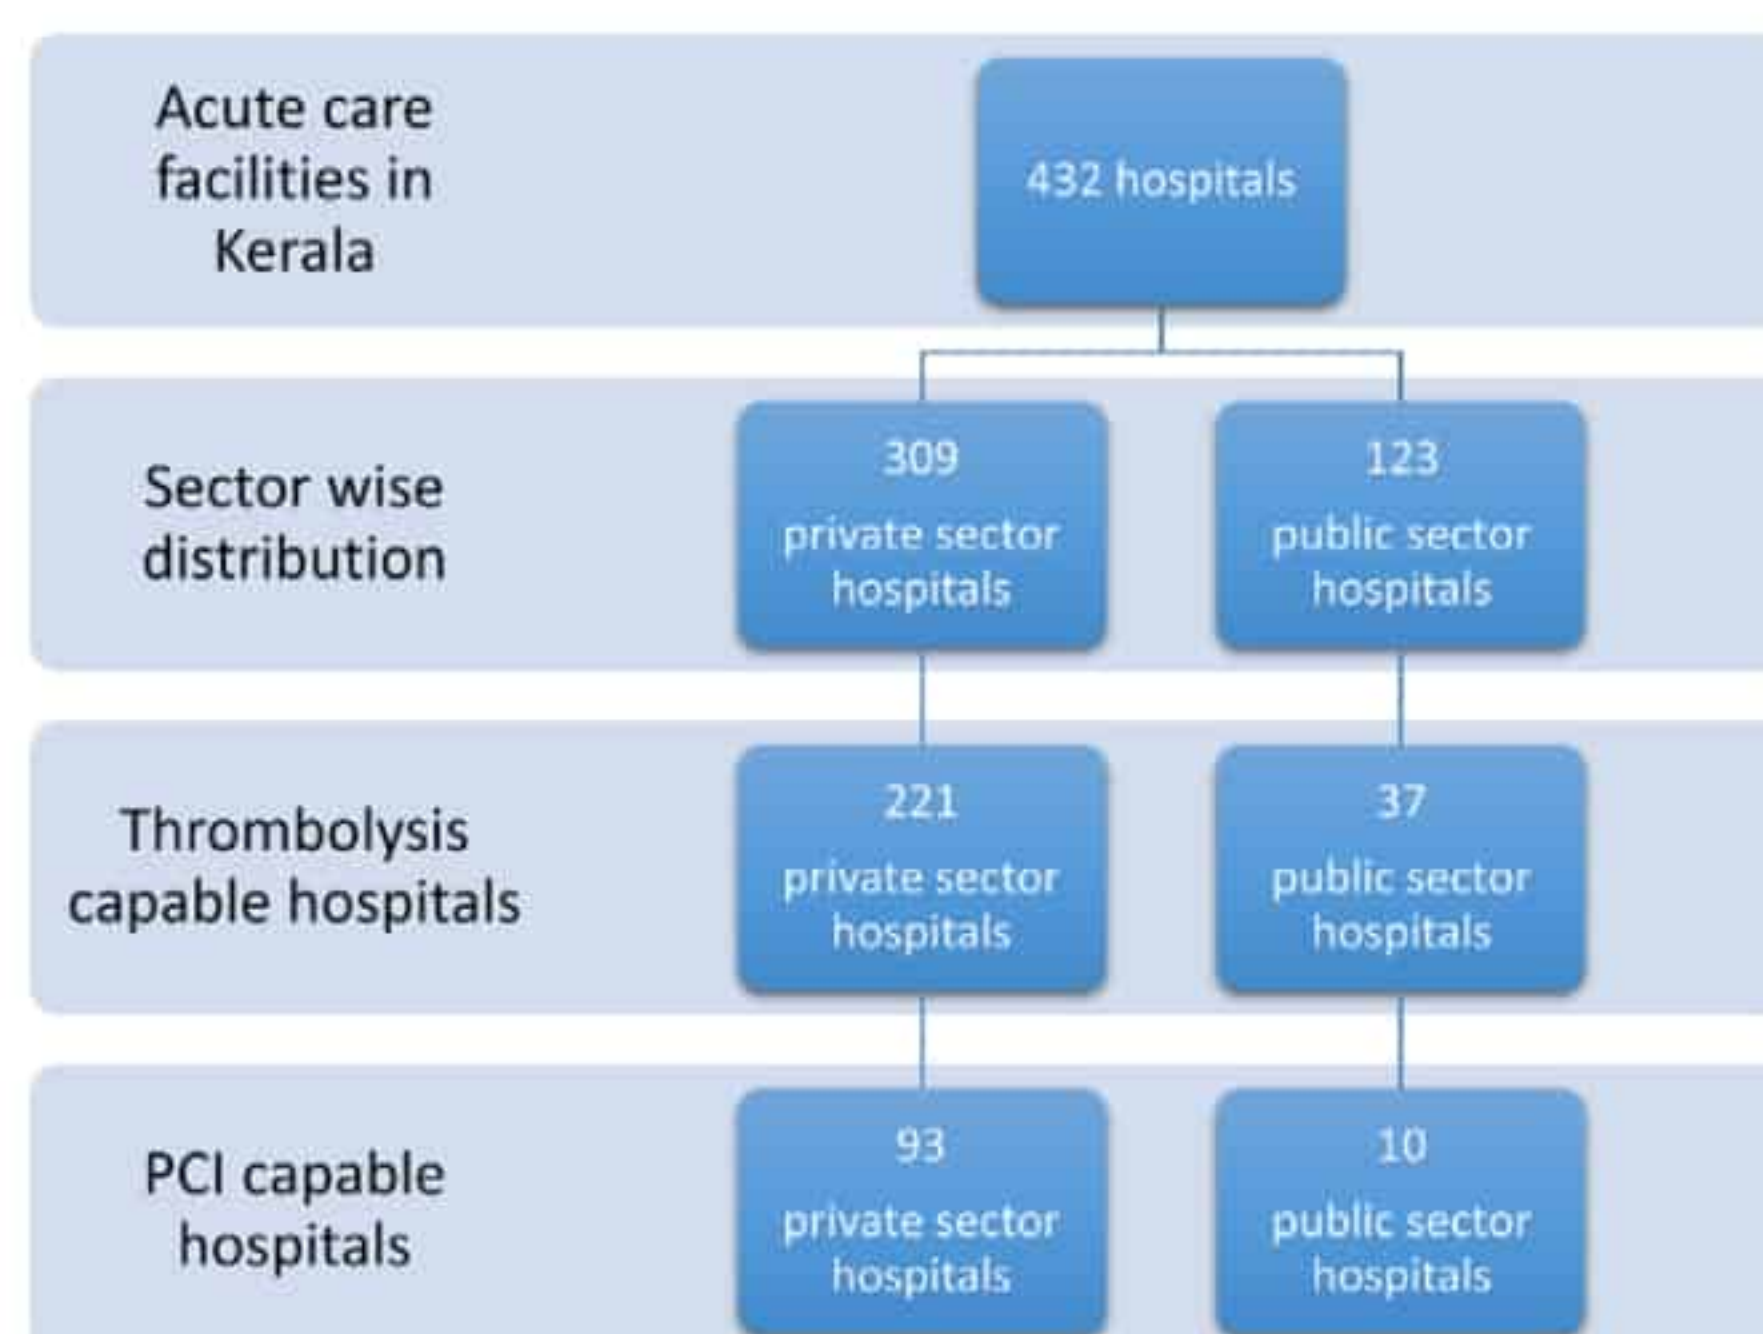 Acute care
facilities in
Kerala
432 hospitals
Sector wise
distribution
309
private sector
hospitals
123
public sector
hospitals
Thrombolysis
capable hospitals
221
private sector
hospitals
37
public sector
hospitals
PCI capable
hospitals
93
private sector
hospitals
10
public sector
hospitals